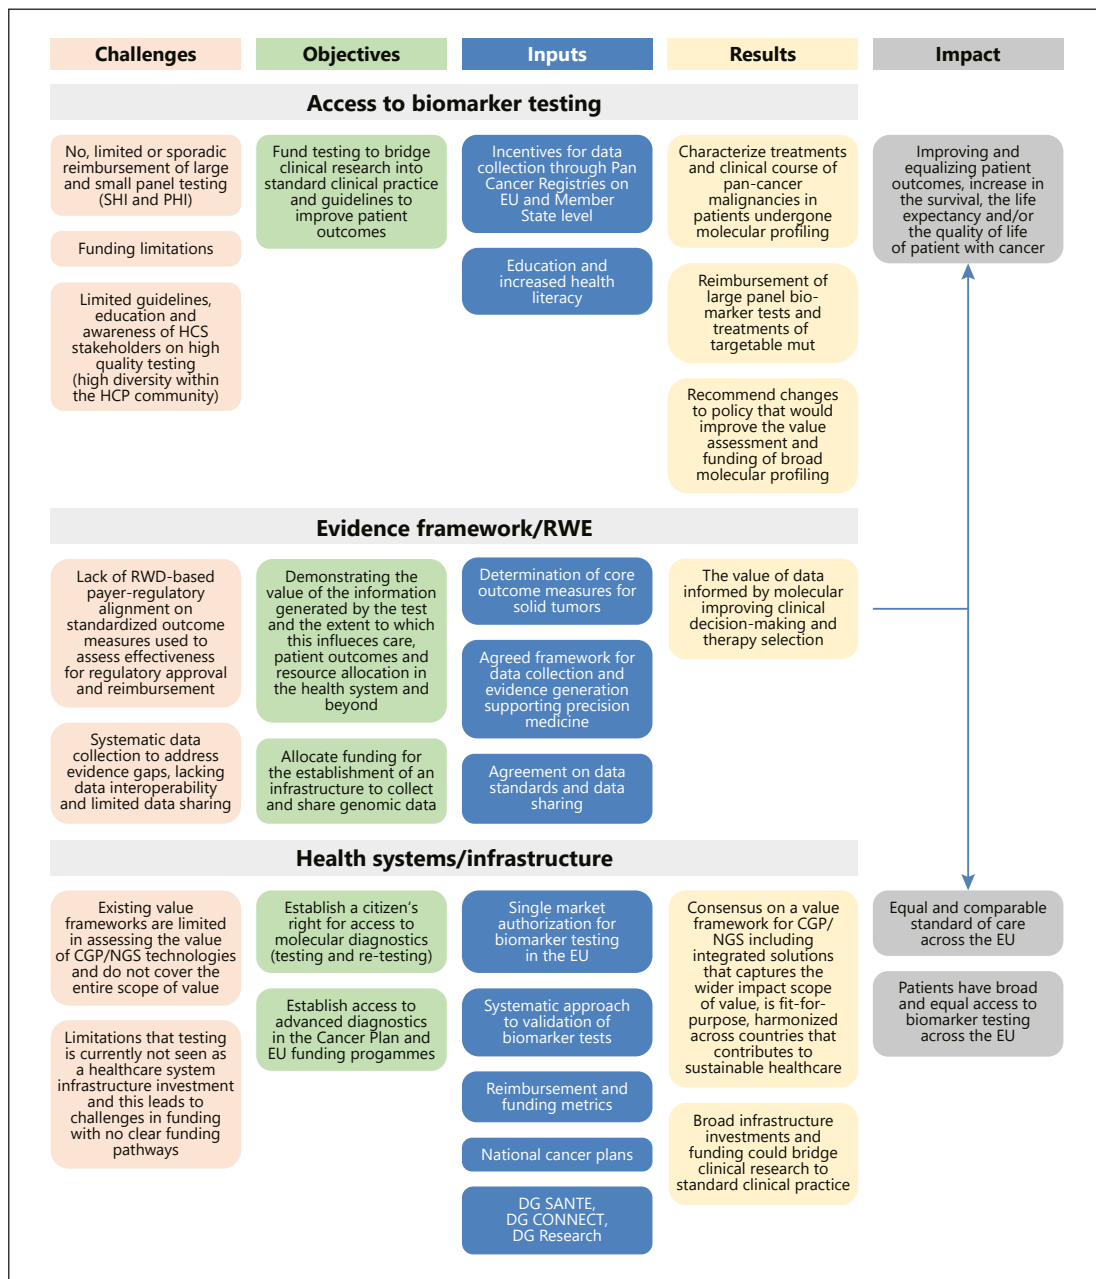 Challenges
Objectives
Inputs
Results
Impact
Access to biomarker testing
No, limited or sporadic
reimbursement of large
and small panel testing
(SHI and PHI)
Funding limitations
Limited guidelines,
education and
awareness of HCS
stakeholders on high
quality testing
(high diversity within
the HCP community)
Fund testing to bridge
clinical research into
standard clinical practice
and guidelines to
improve patient
outcomes
Incentives for data
collection through Pan
Cancer Registries on
EU and Member
State level
Education and
increased health
literacy
Characterize treatments
and clinical course of
pan-cancer
malignancies in
patients undergone
molecular profiling
Reimbursement of
large panel bio-
marker tests and
treatments of
targetable mut
Recommend changes
to policy that would
improve the value
assessment and
funding of broad
molecular profiling
Improving and
equalizing patient
outcomes, increase in
the survival, the life
expectancy and/or
the quality of life
of patient with cancer
Evidence framework/RWE
Lack of RWD-based
payer-regulatory
alignment on
standardized outcome
measures used to
assess effectiveness
for regulatory approval
and reimbursement
Systematic data
collection to address
evidence gaps, lacking
data interoperability
and limited data sharing
Demonstrating the
value of the information
generated by the test
and the extent to which
this influeces care,
patient outcomes and
resource allocation in
the health system and
beyond
Allocate funding for
the establishment of an
infrastructure to collect
and share genomic data
Determination of core
outcome measures for
solid tumors
Agreed framework for
data collection and
evidence generation
supporting precision
medicine
Agreement on data
standards and data
sharing
The value of data
informed by molecular
improving clinical
decision-making and
therapy selection
Health systems/infrastructure
Existing value
frameworks are limited
in assessing the value
of CGP/NGS technologies
and do not cover the
entire scope of value
Limitations that testing
is currently not seen as
a healthcare system
infrastructure investment
and this leads to
challenges in funding
with no clear funding
pathways
Establish a citizen's
right for access to
molecular diagnostics
(testing and re-testing)
Establish access to
advanced diagnostics
in the Cancer Plan and
EU funding progammes
Single market
authorization for
biomarker testing
in the EU
Systematic approach
to validation of
biomarker tests
Reimbursement and
funding metrics
National cancer plans
DG SANTE,
DG CONNECT,
DG Research
Consensus on a value
framework for CGP/
NGS including
integrated solutions
that captures the
wider impact scope
of value, is fit-for-
purpose, harmonized
across countries that
contributes to
sustainable healthcare
Broad infrastructure
investments and
funding could bridge
clinical research to
standard clinical practice
Equal and comparable
standard of care
across the EU
Patients have broad
and equal access to
biomarker testing
across the EU